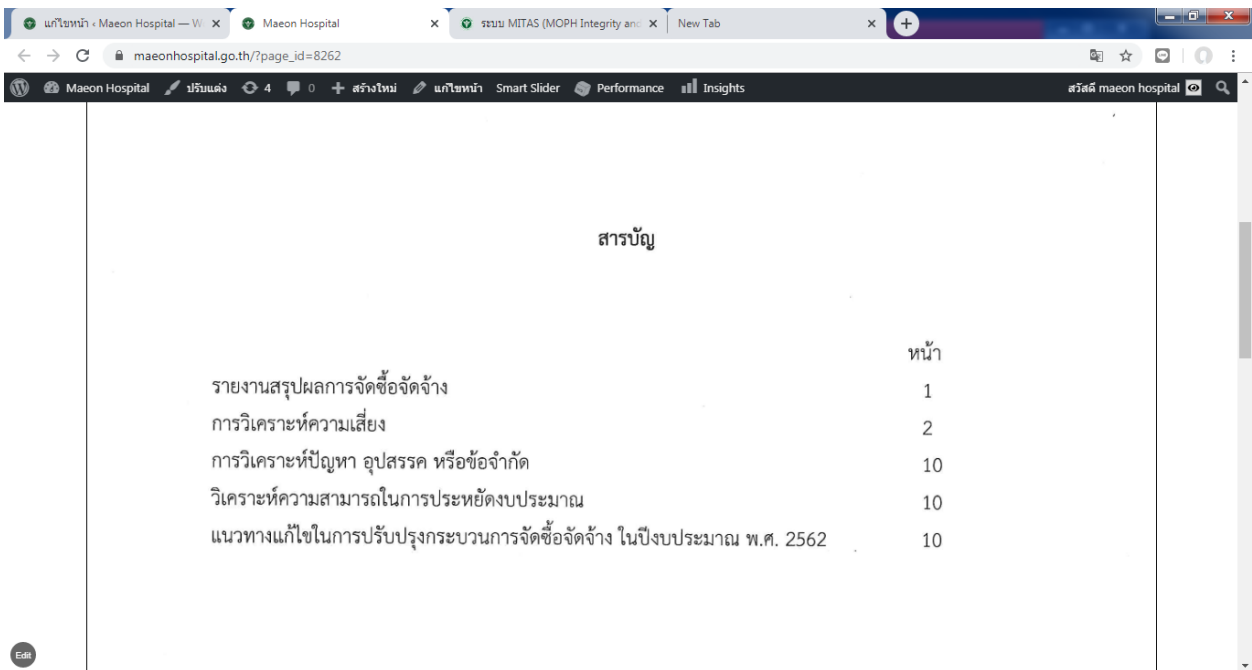 แก้ไขหน้า ‹ Maeon Hospital — W
Maeon Hospital
ระบบ MITAS (MOPH Integrity and
New Tab
maeonhospital.go.th/?page_id=8262
Maeon Hospital ปรับแต่ง 4 0 สร้างใหม่ แก้ไขหน้า Smart Slider Performance Insights สวัสดี maeon hospital
สารบัญ
หน้า
รายงานสรุปผลการจัดซื้อจัดจ้าง 1
การวิเคราะห์ความเสี่ยง 2
การวิเคราะห์ปัญหา อุปสรรค หรือข้อจำกัด 10
วิเคราะห์ความสามารถในการประหยัดงบประมาณ 10
แนวทางแก้ไขในการปรับปรุงกระบวนการจัดซื้อจัดจ้าง ในปีงบประมาณ พ.ศ. 2562 10
Edit